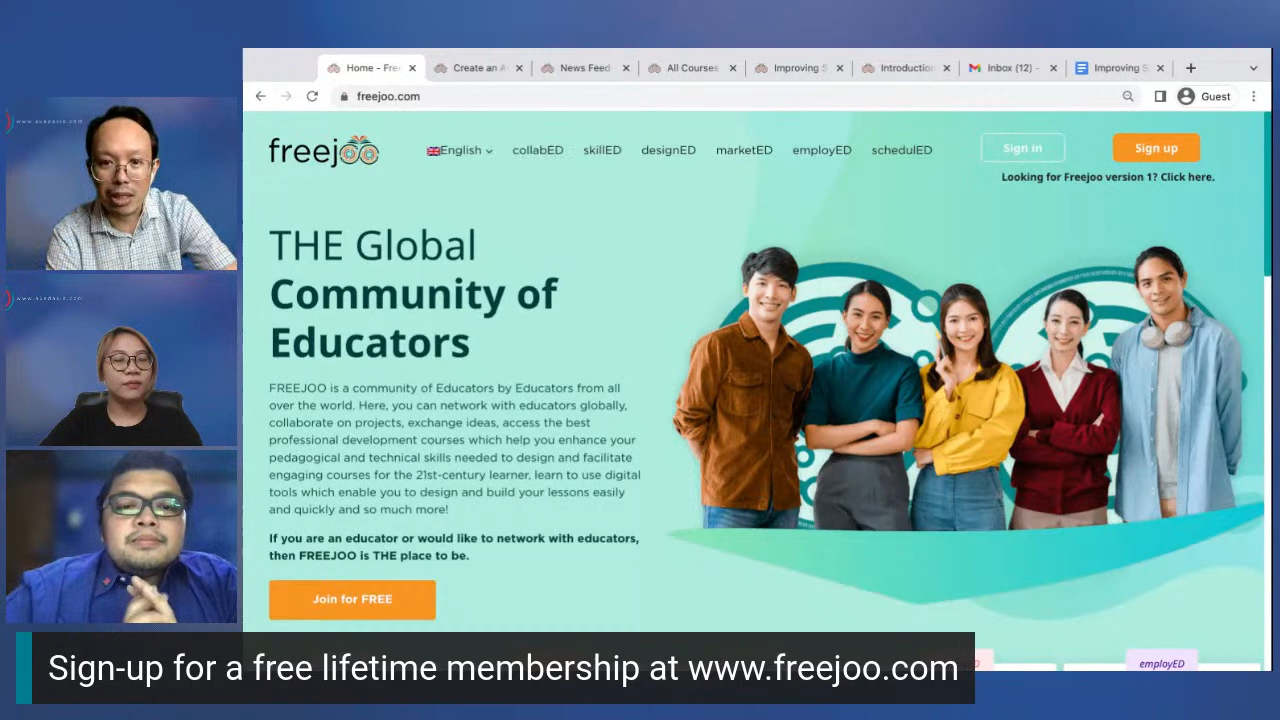 www.asapasia.com
www.asapasia.com
Home - Fre
Create an A
News Feed
All Courses
Improving S
Introduction
Inbox (12) -
Improving S
freejoo.com
Guest
freejoo
English
collabED
skillED
designED
marketED
employED
schedulED
Sign in
Sign up
Looking for Freejoo version 1? Click here.
THE Global
Community of
Educators
FREEJOO is a community of Educators by Educators from all
over the world. Here, you can network with educators globally,
collaborate on projects, exchange ideas, access the best
professional development courses which help you enhance your
pedagogical and technical skills needed to design and facilitate
engaging courses for the 21st-century learner, learn to use digital
tools which enable you to design and build your lessons easily
and quickly and so much more!
If you are an educator or would like to network with educators,
then FREEJOO is THE place to be.
Join for FREE
employED
Sign-up for a free lifetime membership at www.freejoo.com